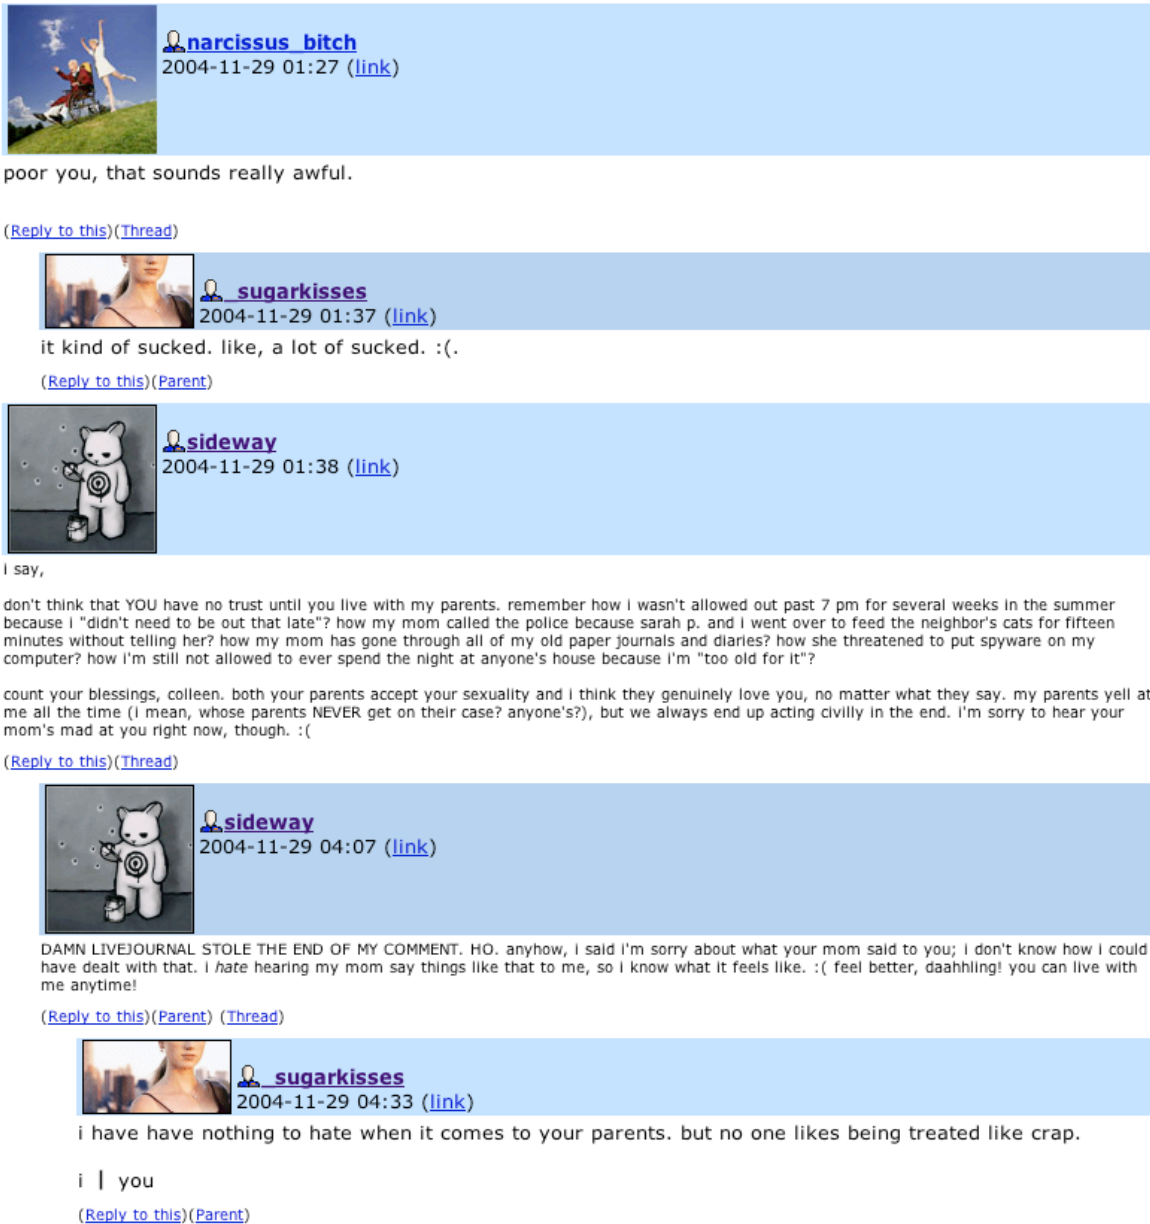 narcissus_bitch
2004-11-29 01:27 (link)
poor you, that sounds really awful.
(Reply to this)(Thread)
_sugarkisses
2004-11-29 01:37 (link)
it kind of sucked. like, a lot of sucked. :(.
(Reply to this)(Parent)
sideway
2004-11-29 01:38 (link)
i say,
don't think that YOU have no trust until you live with my parents. remember how i wasn't allowed out past 7 pm for several weeks in the summer
because i "didn't need to be out that late"? how my mom called the police because sarah p. and i went over to feed the neighbor's cats for fifteen
minutes without telling her? how my mom has gone through all of my old paper journals and diaries? how she threatened to put spyware on my
computer? how i'm still not allowed to ever spend the night at anyone's house because i'm "too old for it"?
count your blessings, colleen. both your parents accept your sexuality and i think they genuinely love you, no matter what they say. my parents yell at
me all the time (i mean, whose parents NEVER get on their case? anyone's?), but we always end up acting civilly in the end. i'm sorry to hear your
mom's mad at you right now, though. :(
(Reply to this)(Thread)
sideway
2004-11-29 04:07 (link)
DAMN LIVEJOURNAL STOLE THE END OF MY COMMENT. HO. anyhow, i said i'm sorry about what your mom said to you; i don't know how i could
have dealt with that. i hate hearing my mom say things like that to me, so i know what it feels like. :( feel better, daahhling! you can live with
me anytime!
(Reply to this)(Parent) (Thread)
_sugarkisses
2004-11-29 04:33 (link)
i have have nothing to hate when it comes to your parents. but no one likes being treated like crap.
i | you
(Reply to this)(Parent)